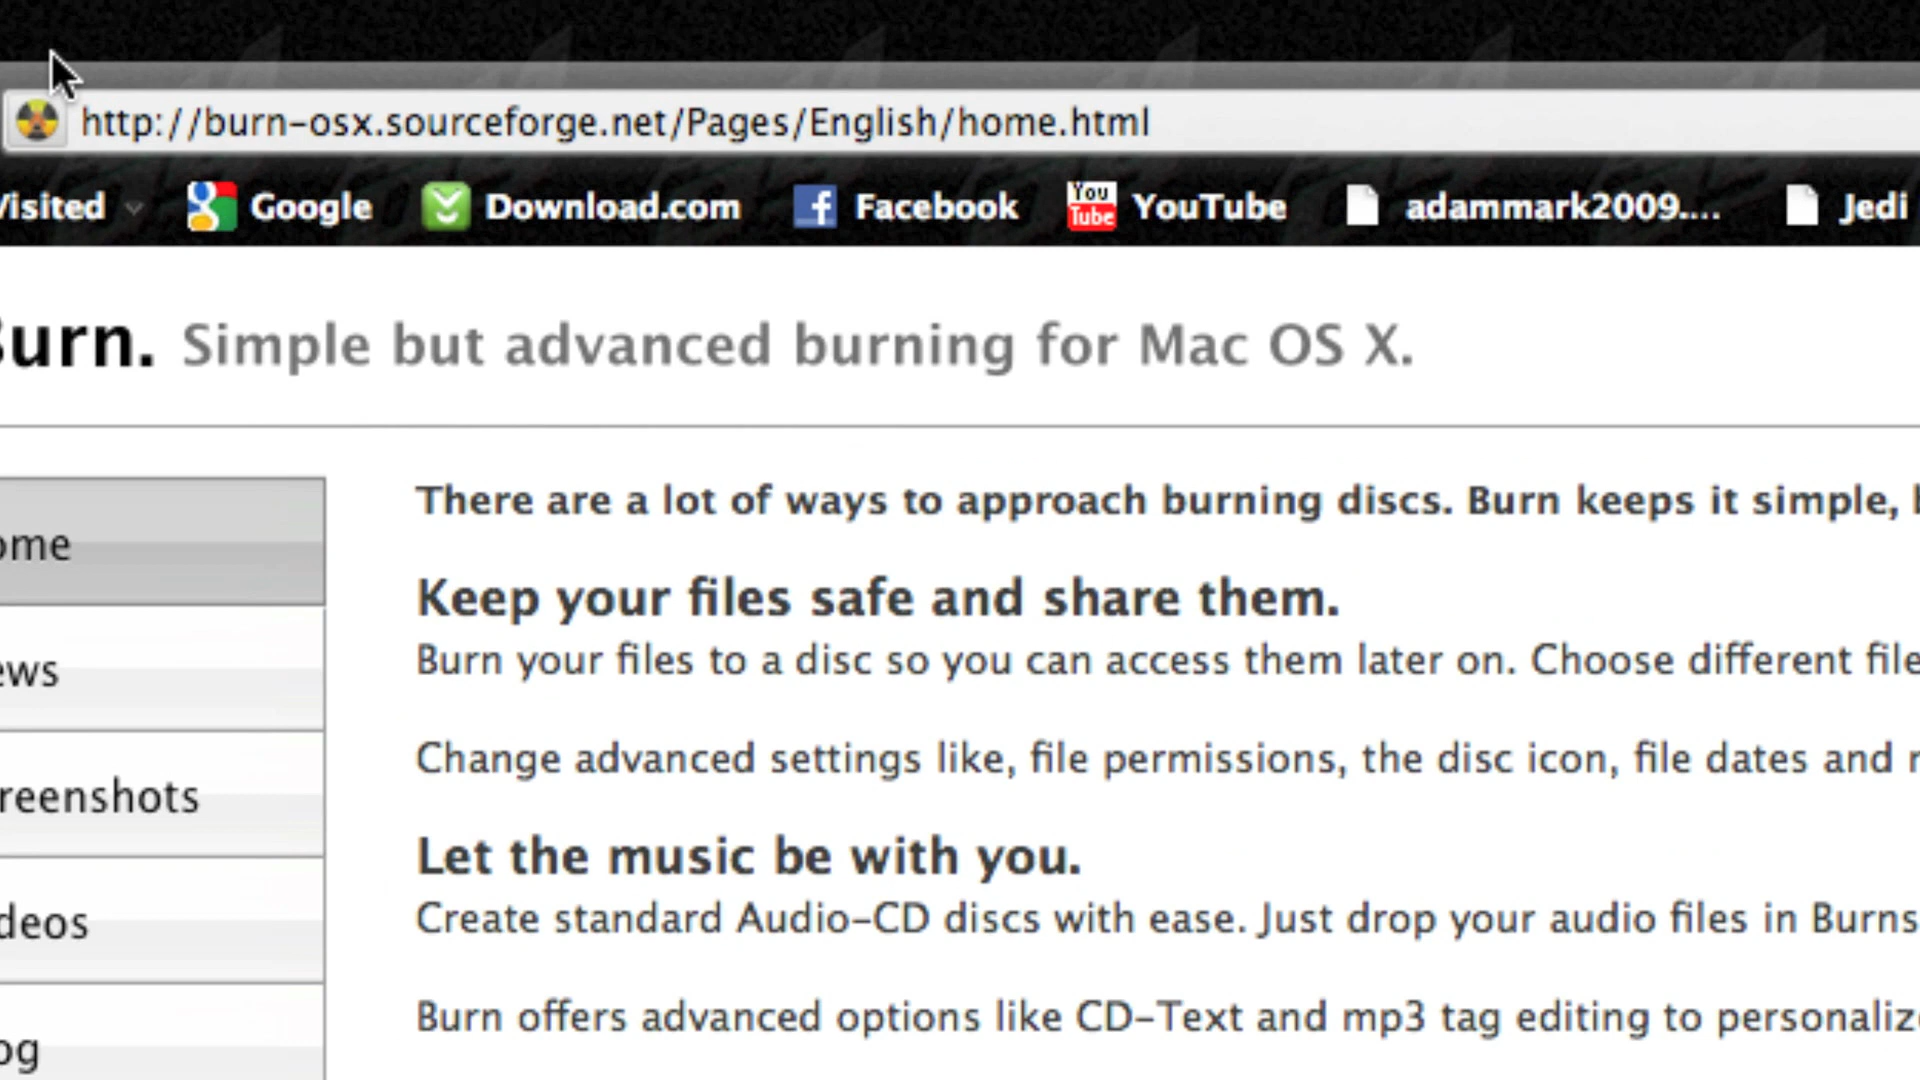 http://burn-osx.sourceforge.net/Pages/English/home.html
Visited Google Download.com Facebook You Tube YouTube adammark2009.... Jedi
Burn. Simple but advanced burning for Mac OS X.
ome
There are a lot of ways to approach burning discs. Burn keeps it simple, b
Keep your files safe and share them.
ews
Burn your files to a disc so you can access them later on. Choose different file
Change advanced settings like, file permissions, the disc icon, file dates and
reenshots
Let the music be with you.
deos
Create standard Audio-CD discs with ease. Just drop your audio files in Burns
Burn offers advanced options like CD-Text and mp3 tag editing to personaliz
og